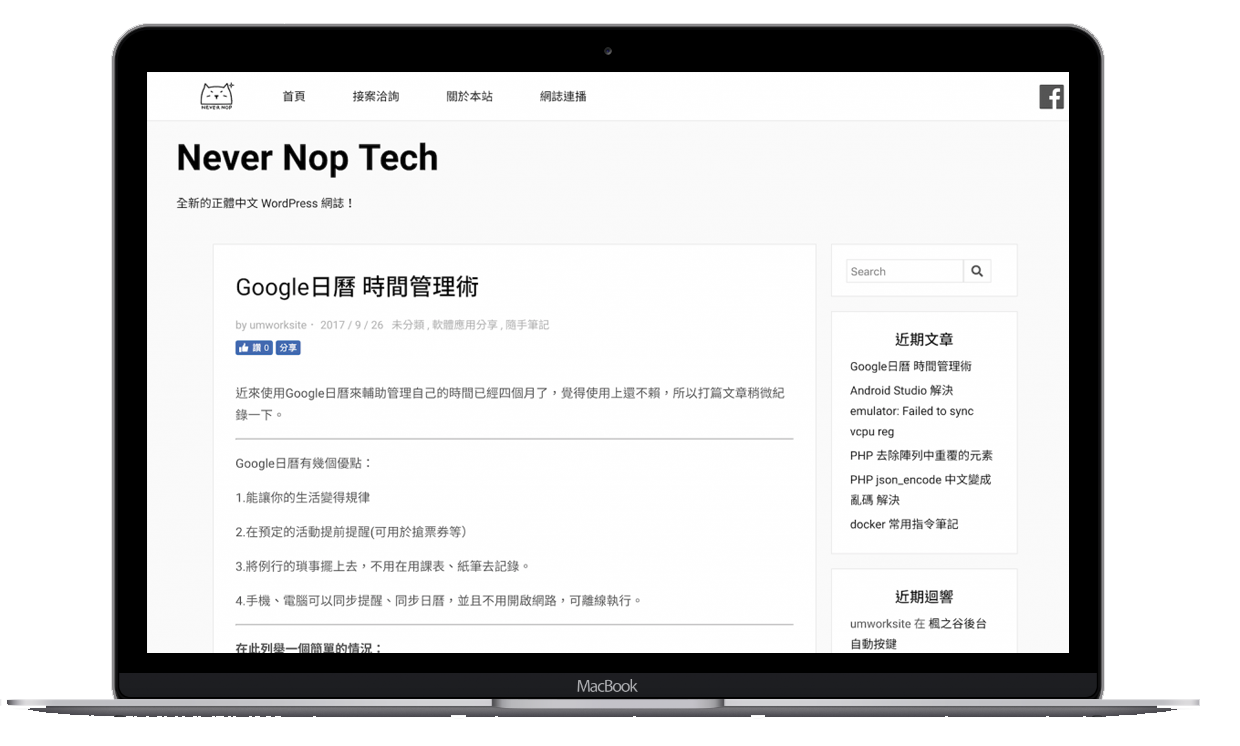 NEVER NOP
首頁
接案洽詢
關於本站
網誌連播
Never Nop Tech
全新的正體中文 WordPress 網誌！
Google日曆 時間管理術
by umworksite · 2017 / 9 / 26 未分類 , 軟體應用分享 , 隨手筆記
讚 0 分享
近來使用Google日曆來輔助管理自己的時間已經四個月了，覺得使用上還不賴，所以打篇文章稍微紀
錄一下。
Google日曆有幾個優點：
1.能讓你的生活變得規律
2.在預定的活動提前提醒(可用於搶票券等)
3.將例行的瑣事擺上去，不用在用課表、紙筆去記錄。
4.手機、電腦可以同步提醒、同步日曆，並且不用開啟網路，可離線執行。
在此列舉一個簡單的情況：
Search
近期文章
Google日曆 時間管理術
Android Studio 解決
emulator: Failed to sync
vcpu reg
PHP 去除陣列中重覆的元素
PHP json_encode 中文變成
亂碼 解決
docker 常用指令筆記
近期迴響
umworksite 在 楓之谷後台
自動按鍵
MacBook